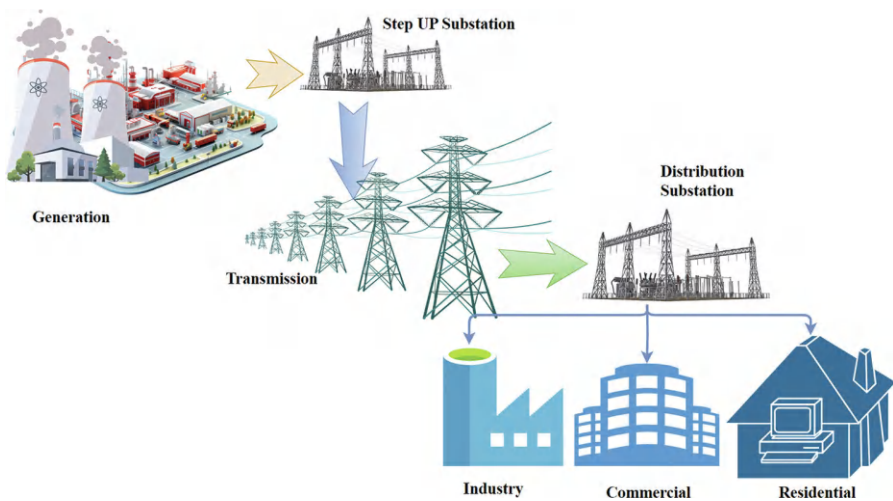 Step UP Substation
Generation
Distribution
Substation
Transmission
Industry
Commercial
Residential